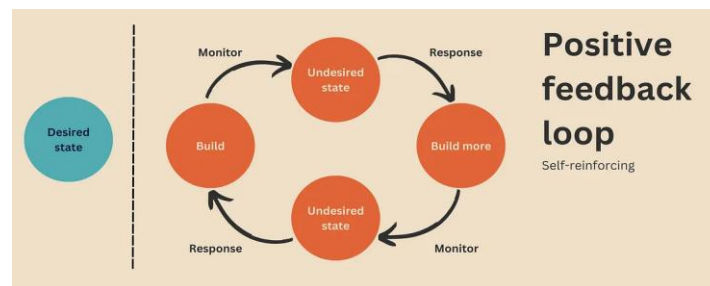 Positive
feedback
loop
Self-reinforcing
Desired
state
Monitor
Undesired
state
Response
Build
Build more
Undesired
state
Response
Monitor